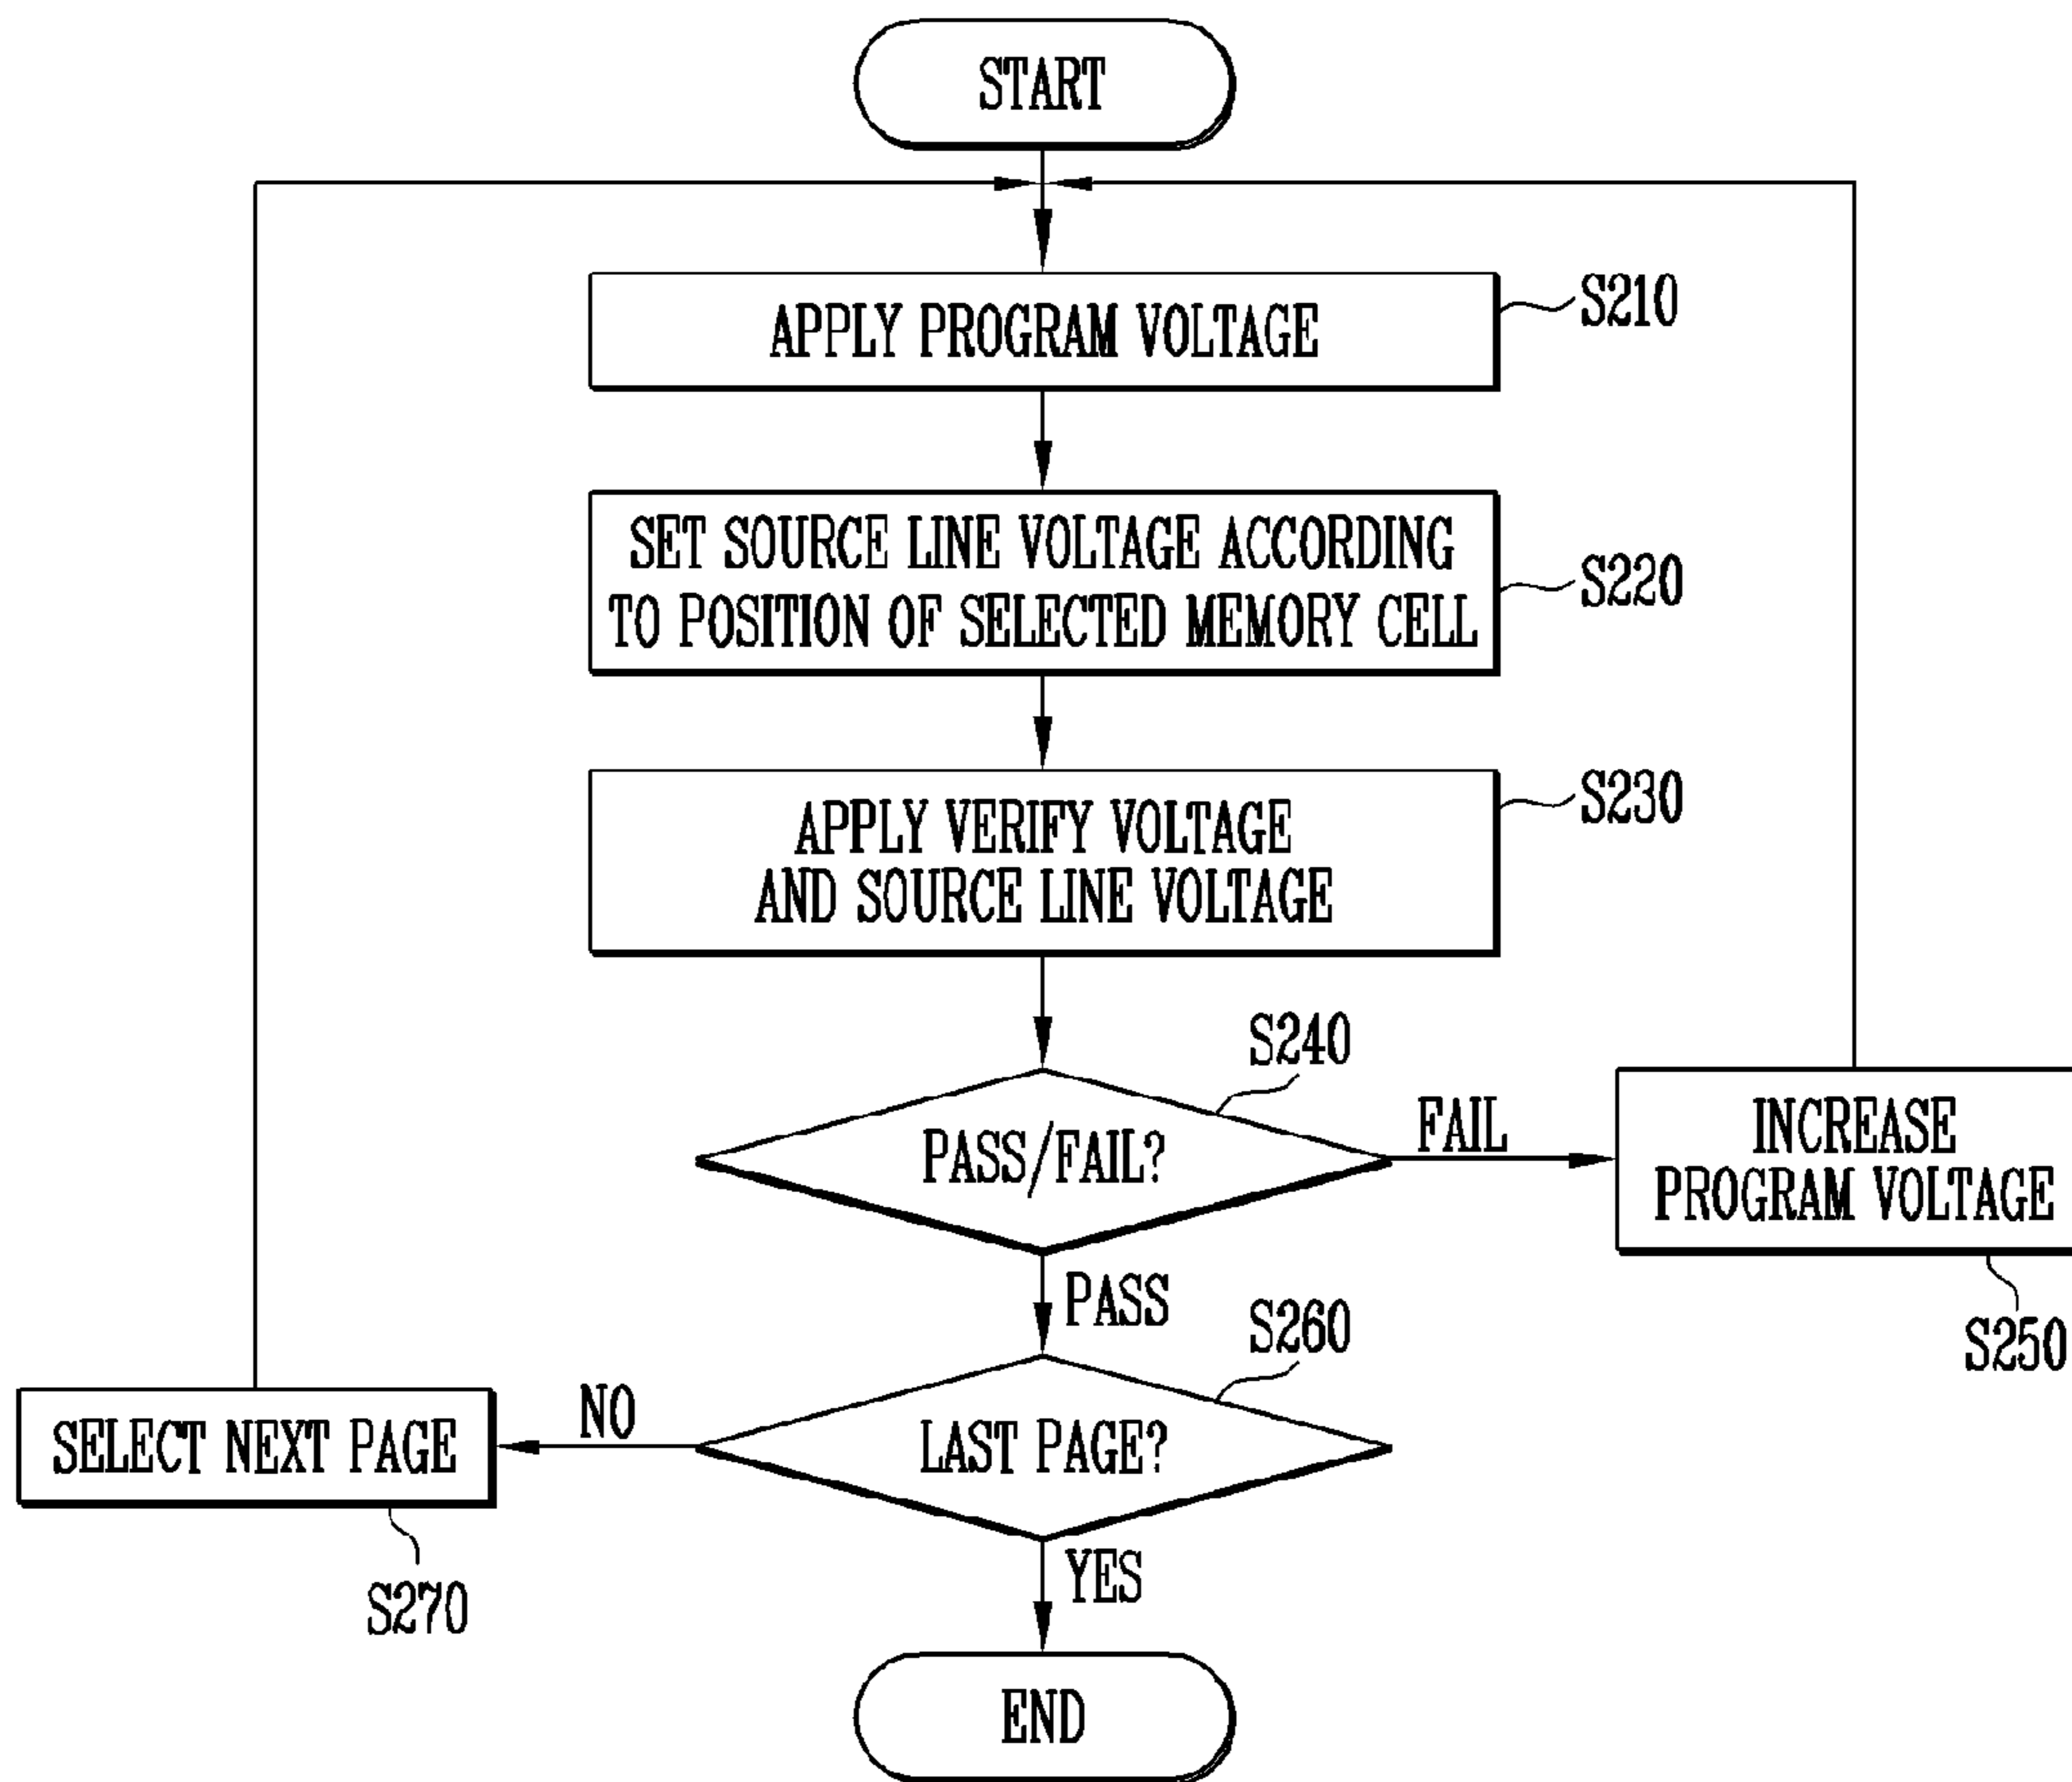 START
APPLY PROGRAM VOLTAGE
S210
SET SOURCE LINE VOLTAGE ACCORDING
TO POSITION OF SELECTED MEMORY CELL
S220
APPLY VERIFY VOLTAGE
AND SOURCE LINE VOLTAGE
S230
S240
PASS/FAIL?
FAIL
INCREASE
PROGRAM VOLTAGE
S250
PASS
S260
LAST PAGE?
NO
SELECT NEXT PAGE
S270
YES
END